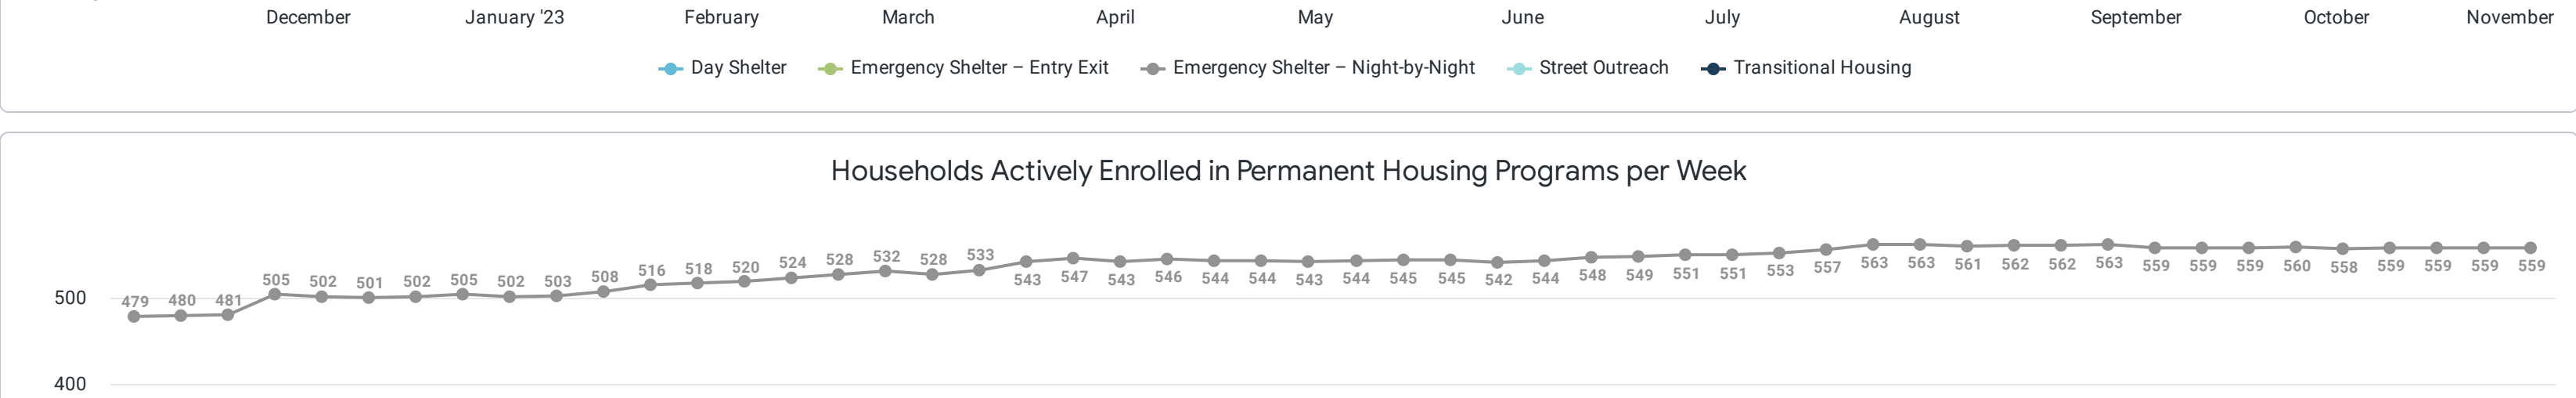 December January '23 February March April May June July August September October November
Day Shelter Emergency Shelter – Entry Exit Emergency Shelter – Night-by-Night Street Outreach Transitional Housing
Households Actively Enrolled in Permanent Housing Programs per Week
479 480 481 505 502 501 502 505 502 503 508 516 518 520 524 528 532 528 533 543 547 543 546 544 544 543 544 545 545 542 544 548 549 551 551 553 557 563 563 561 562 562 563 559 559 559 560 558 559 559 559 559
500
400